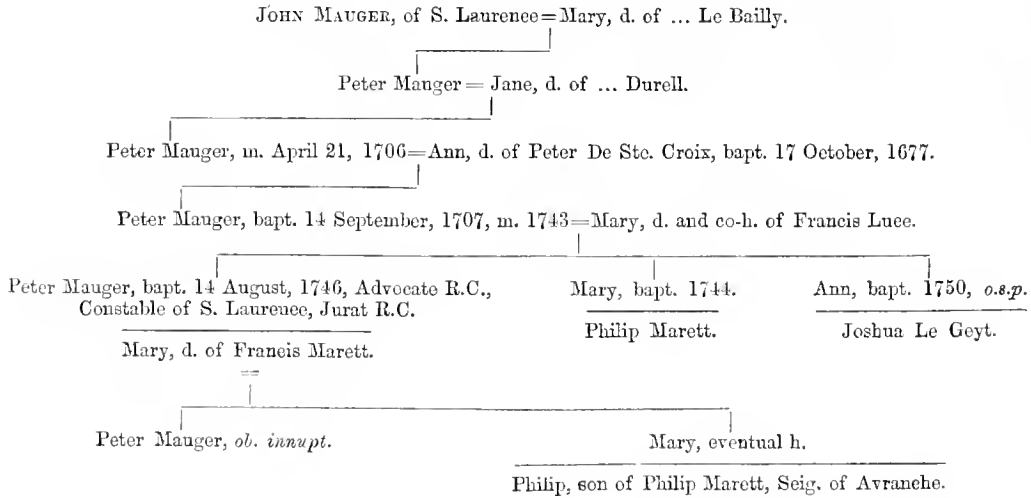 JOHN MAUGER, of S. Laurence=Mary, d. of ... Le Bailly.
Peter Mauger = Jane, d. of ... Durell.
Peter Mauger, m. April 21, 1706=Ann, d. of Peter De Ste. Croix, bapt. 17 October, 1677.
Peter Mauger, bapt. 14 September, 1707, m. 1743=Mary, d. and co-h. of Francis Luce.
Peter Mauger, bapt. 14 August, 1746, Advocate R.C., Mary, bapt. 1744. Ann, bapt. 1750, o.s.p.
Constable of S. Laurence, Jurat R.C. Philip Marett. Joshua Le Geyt.
Mary, d. of Francis Marett.
=
Peter Mauger, ob. innupt. Mary, eventual h.
Philip, son of Philip Marett, Seig. of Avranche.